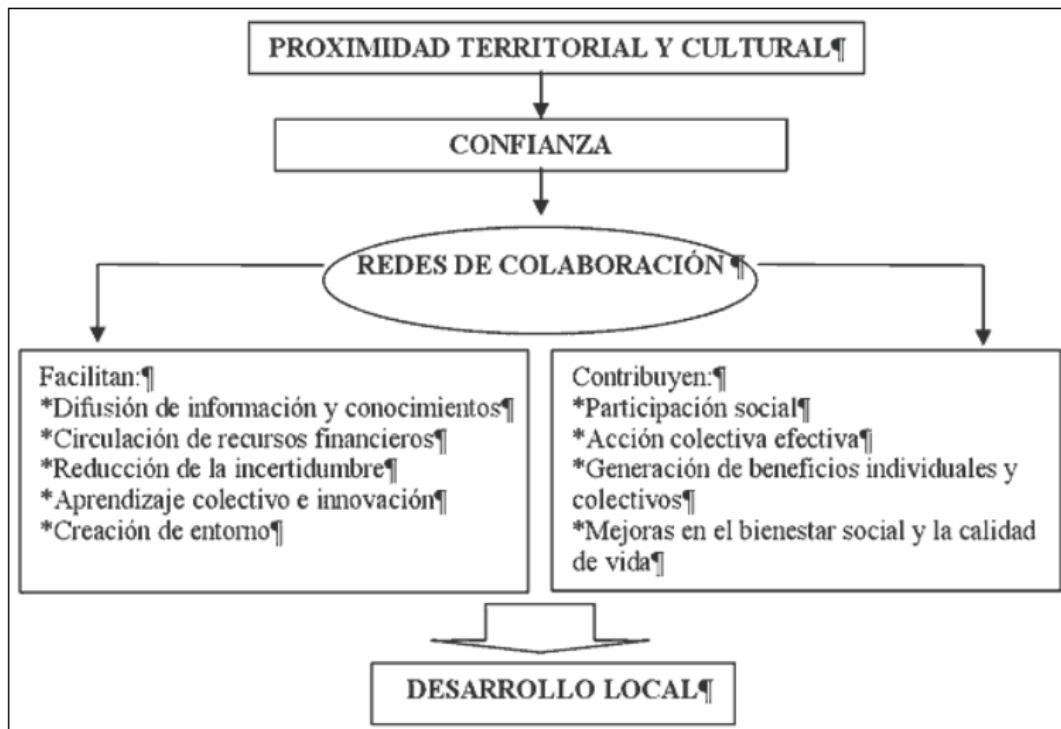 PROXIMIDAD TERRITORIAL Y CULTURAL¶
CONFIANZA
REDES DE COLABORACIÓN ¶
Facilitan:¶
*Difusión de información y conocimientos¶
*Circulación de recursos financieros¶
*Reducción de la incertidumbre¶
*Aprendizaje colectivo e innovación¶
*Creación de entorno¶
Contribuyen:¶
*Participación social¶
*Acción colectiva efectiva¶
*Generación de beneficios individuales y
colectivos¶
*Mejoras en el bienestar social y la calidad
de vida¶
DESARROLLO LOCAL¶